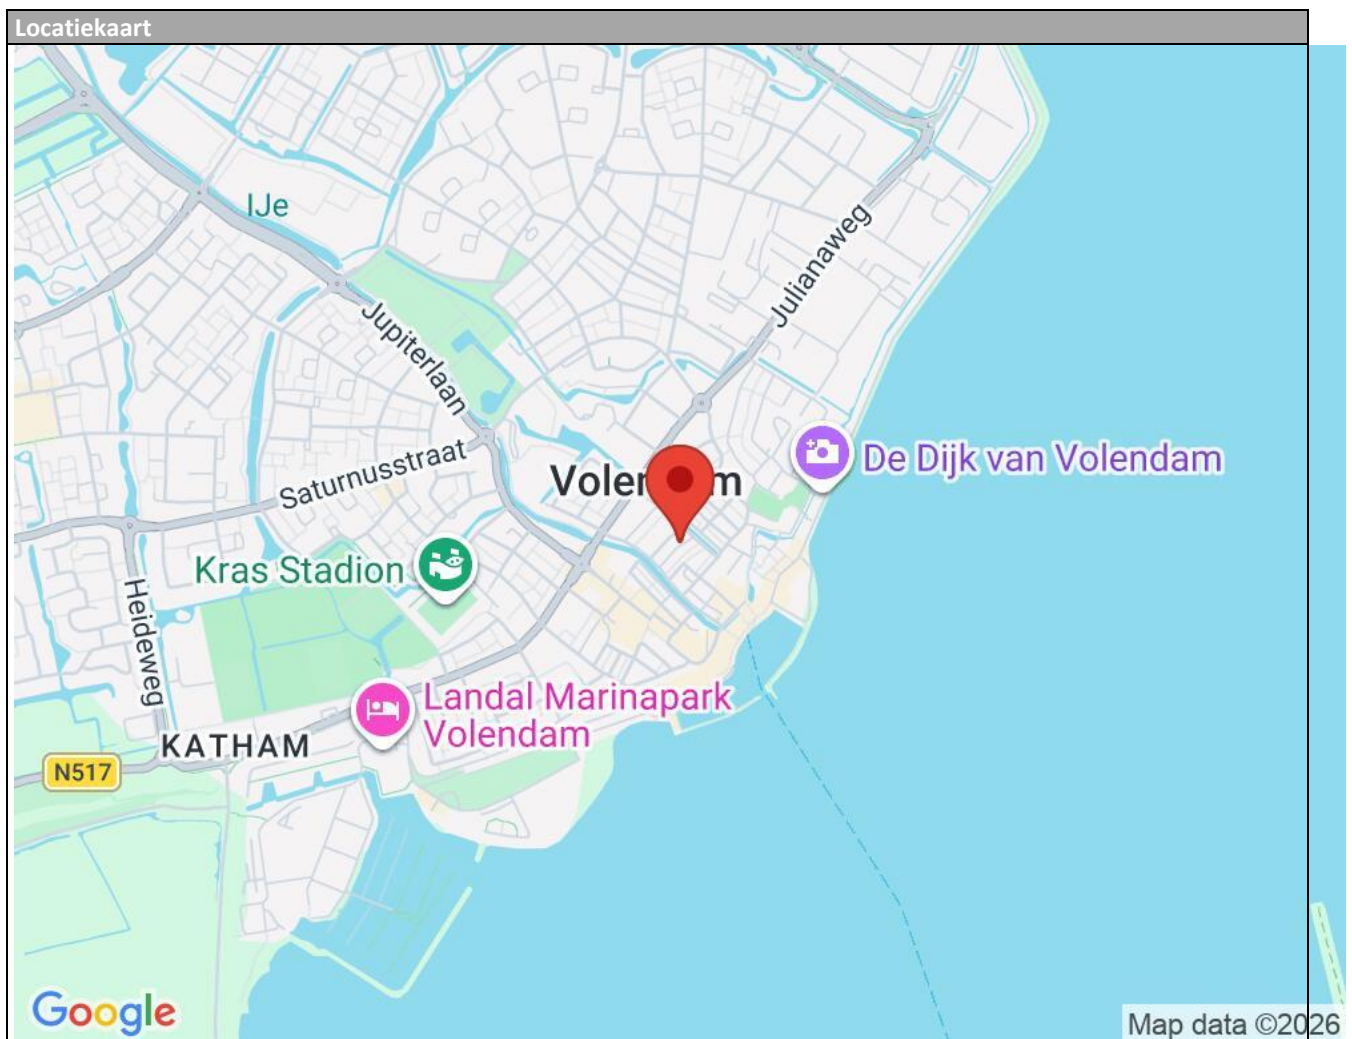 Locatiekaart
IJe
Julianaweg
Jupiterlaan
Saturnusstraat
Volen m
De Dijk van Volendam
Kras Stadion
Heideweg
Landal Marinapark
Volendam
KATHAM
N517
Google
Map data ©2026